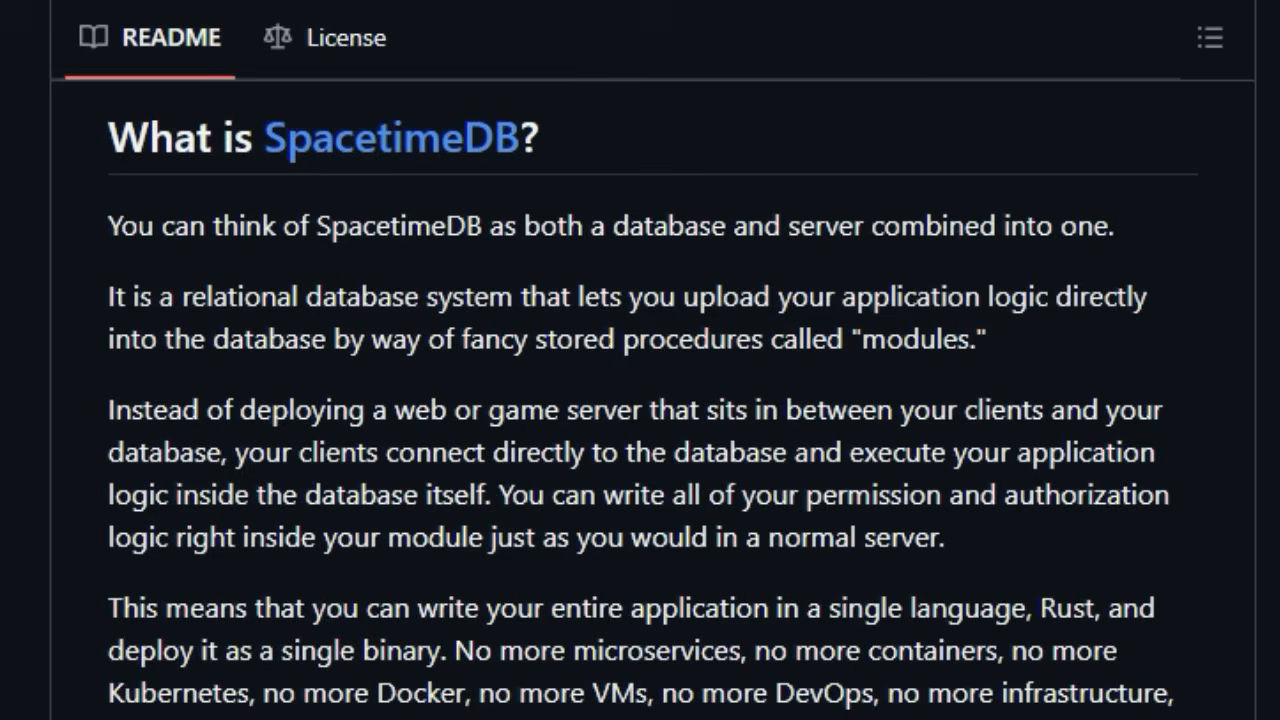 README
License
What is SpacetimeDB?
You can think of SpacetimeDB as both a database and server combined into one.
It is a relational database system that lets you upload your application logic directly
into the database by way of fancy stored procedures called "modules."
Instead of deploying a web or game server that sits in between your clients and your
database, your clients connect directly to the database and execute your application
logic inside the database itself. You can write all of your permission and authorization
logic right inside your module just as you would in a normal server.
This means that you can write your entire application in a single language, Rust, and
deploy it as a single binary. No more microservices, no more containers, no more
Kubernetes, no more Docker, no more VMs, no more DevOps, no more infrastructure,